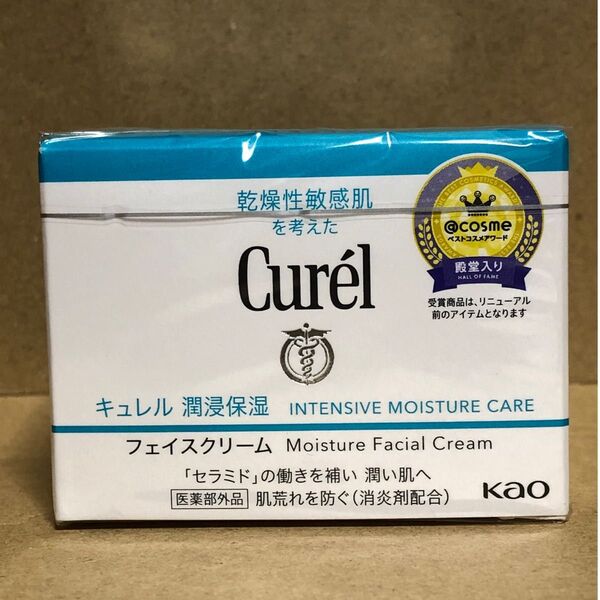 乾燥性敏感肌
を考えた
Curél
キュレル 潤浸保湿 INTENSIVE MOISTURE CARE
フェイスクリーム Moisture Facial Cream
「セラミド」の働きを補い 潤い肌へ
医薬部外品 肌荒れを防ぐ(消炎剤配合)
Kao
@cosme
ベストコスメアワード
殿堂入り
HALL OF FAME
受賞商品は、リニューアル
前のアイテムとなります